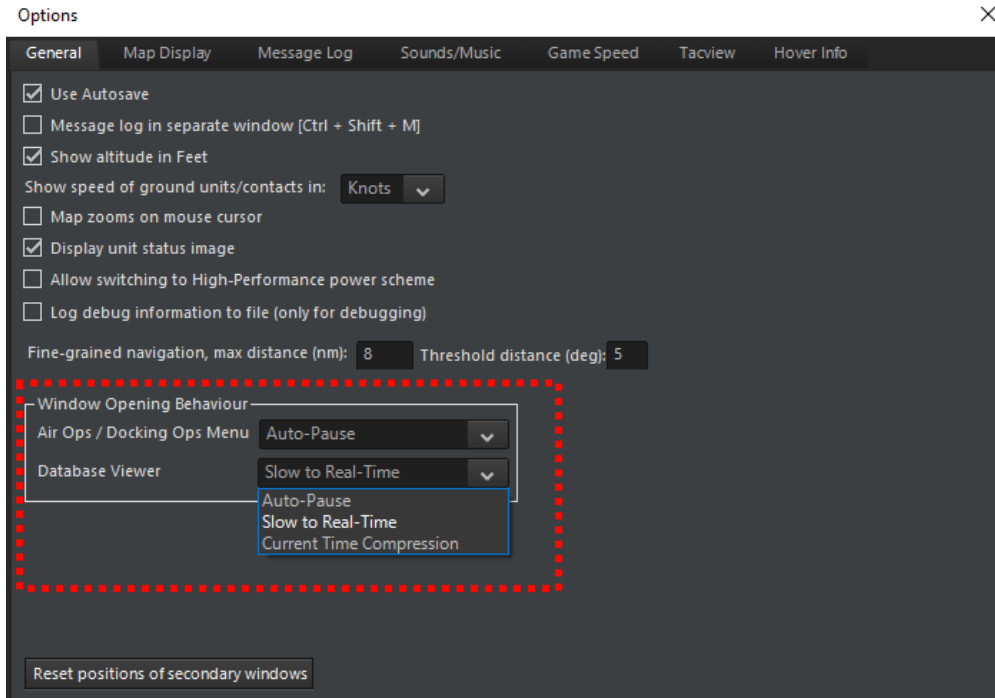 Options
General Map Display Message Log Sounds/Music Game Speed Tacview Hover Info
Use Autosave
Message log in separate window [Ctrl + Shift + M]
Show altitude in Feet
Show speed of ground units/contacts in: Knots
Map zooms on mouse cursor
Display unit status image
Allow switching to High-Performance power scheme
Log debug information to file (only for debugging)
Fine-grained navigation, max distance (nm): 8 Threshold distance (deg): 5
Window Opening Behaviour
Air Ops / Docking Ops Menu Auto-Pause
Database Viewer Slow to Real-Time
Auto-Pause
Slow to Real-Time
Current Time Compression
Reset positions of secondary windows